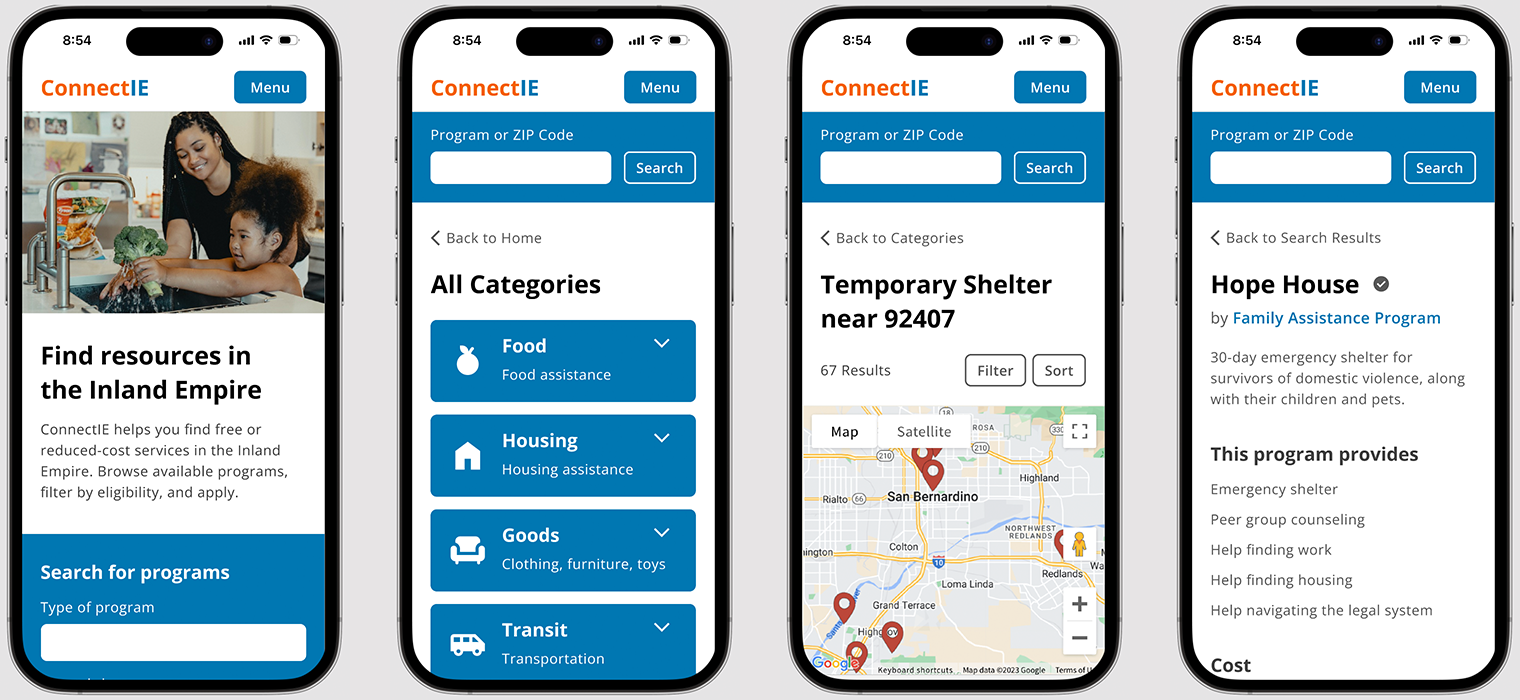 8:54
ConnectIE
Menu
Find resources in
the Inland Empire
ConnectIE helps you find free or
reduced-cost services in the Inland
Empire. Browse available programs,
filter by eligibility, and apply.
Search for programs
Type of program
8:54
ConnectIE
Menu
Program or ZIP Code
Search
Back to Home
All Categories
Food
Food assistance
Housing
Housing assistance
Goods
Clothing, furniture, toys
Transit
Transportation
8:54
ConnectIE
Menu
Program or ZIP Code
Search
Back to Categories
Temporary Shelter
near 92407
67 Results
Filter
Sort
18
Map
Satellite
ROSA
330
210
210
Highland
Rialto
66
San Bernardino
NORTHWEST
REDLANDS
Colton
ington
10
Redlands
Loma Linda
Grand Terrace
Google
Keyboard shortcuts
Map data ©2023 Google
8:54
ConnectIE
Menu
Program or ZIP Code
Search
Back to Search Results
Hope House
by Family Assistance Program
30-day emergency shelter for
survivors of domestic violence, along
with their children and pets.
This program provides
Emergency shelter
Peer group counseling
Help finding work
Help finding housing
Help navigating the legal system
Cost